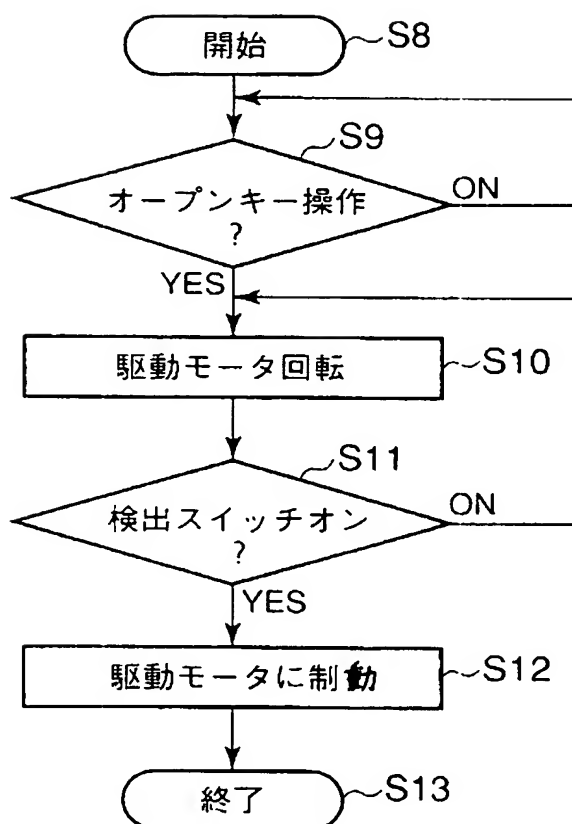 開始
S8
S9
オープンキー操作
?
ON
YES
駆動モータ回転
S10
S11
検出スイッチオン
?
ON
YES
駆動モータに制動
S12
終了
S13